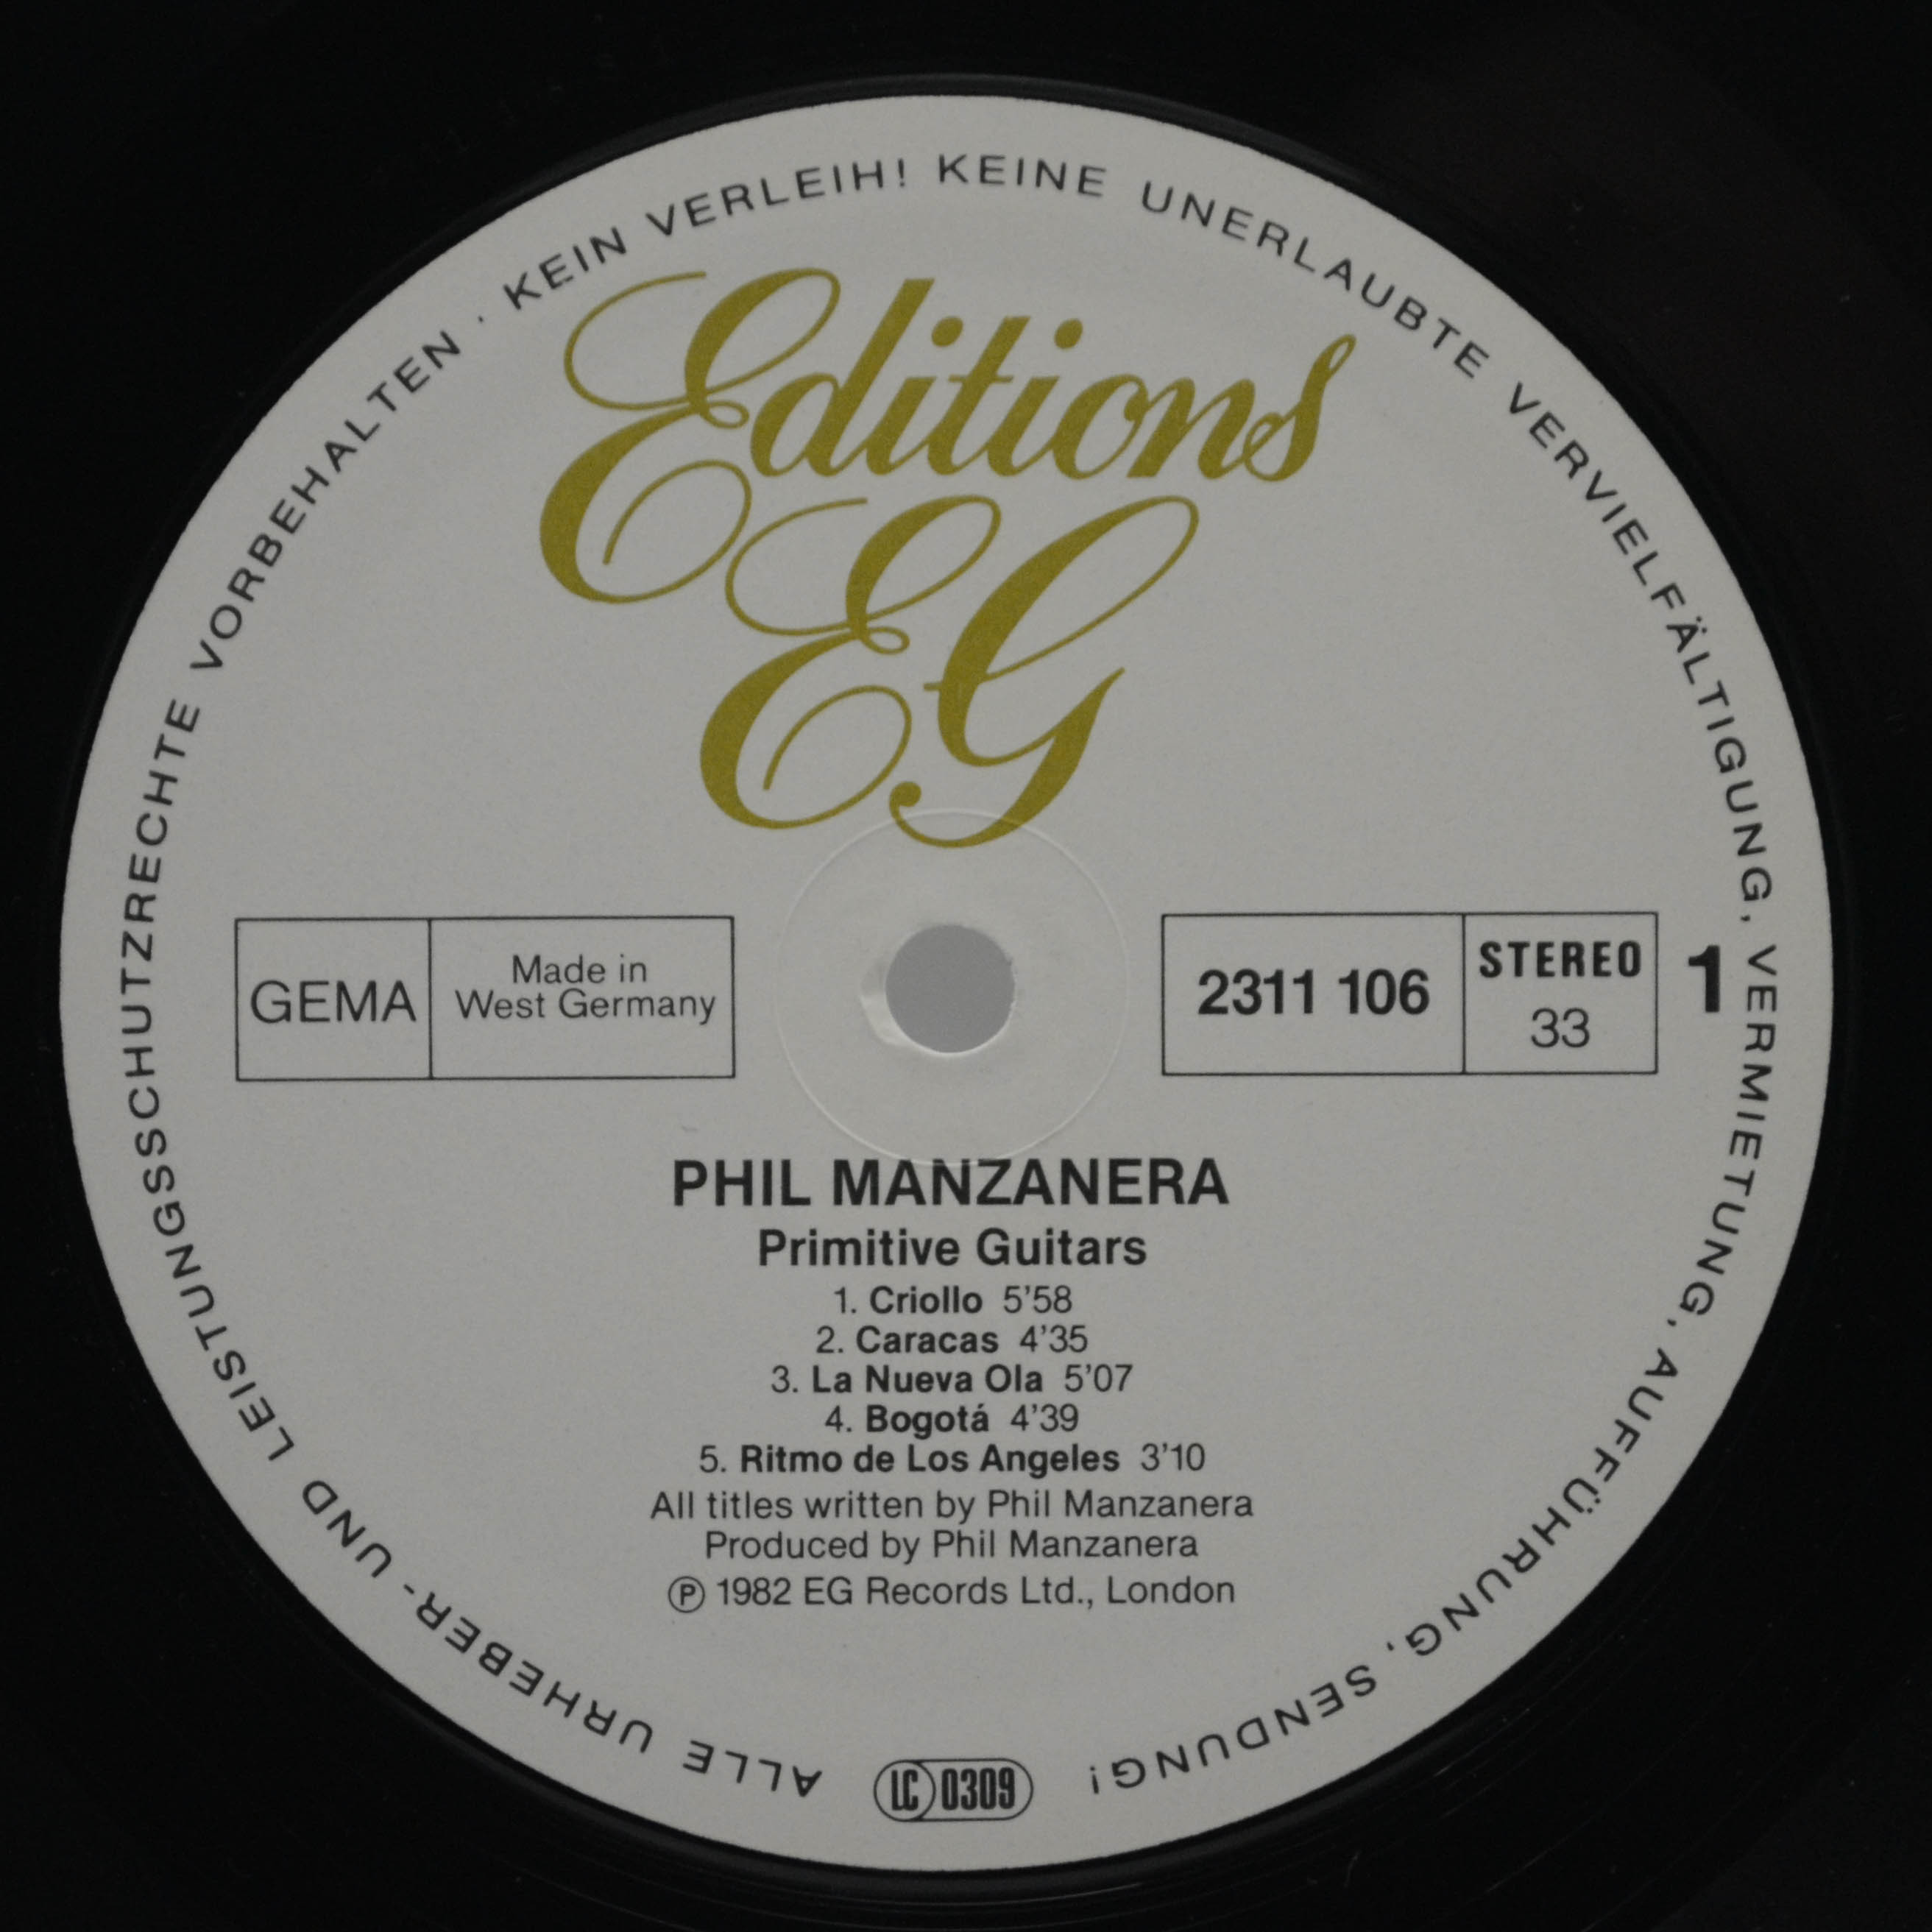 ALLE URHEBER- UND LEISTUNGSSCHUTZRECHTE VORBEHALTEN · KEIN VERLEIH! KEINE UNERLAUBTE VERVIELFÄLTIGUNG, VERMIETUNG, AUFFÜHRUNG, SENDUNG!
Editions
EG
GEMA
Made in
West Germany
2311 106
STEREO
33
1
PHIL MANZANERA
Primitive Guitars
1. Criollo 5'58
2. Caracas 4'35
3. La Nueva Ola 5'07
4. Bogotá 4'39
5. Ritmo de Los Angeles 3'10
All titles written by Phil Manzanera
Produced by Phil Manzanera
℗ 1982 EG Records Ltd., London
LC 0309